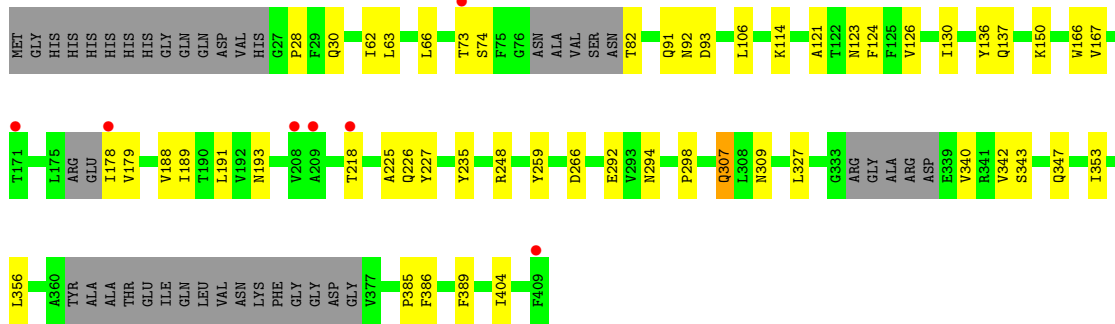 MET GLY HIS HIS HIS HIS HIS HIS GLY GLN GLN ASP VAL HIS G27 P28 F29 Q30 I62 L63 L66 T73 S74 F75 G76 ASN ALA VAL SER ASN T82 Q91 N92 D93 L106 K114 A121 T122 N123 F124 F125 V126 I130 Y136 Q137 K150 W166 V167
T171 L175 ARG GLU I178 V179 V188 I189 T190 L191 V192 N193 V208 A209 T218 A225 Q226 Y227 Y235 R248 Y259 D266 E292 V293 N294 P298 Q307 L308 N309 L327 G333 ARG GLY ALA ARG ASP E339 V340 R341 V342 S343 Q347 I353
L356 A360 TYR ALA ALA THR GLU ILE GLN LEU VAL ASN LYS PHE GLY GLY ASP GLY V377 P385 F386 F389 I404 F409